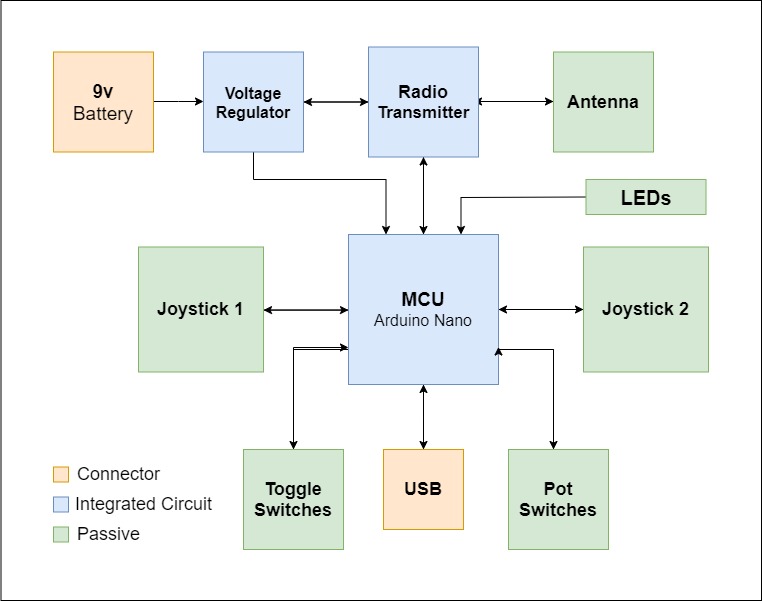 9v
Battery
Voltage
Regulator
Radio
Transmitter
Antenna
LEDs
Joystick 1
MCU
Arduino Nano
Joystick 2
Toggle
Switches
USB
Pot
Switches
Connector
Integrated Circuit
Passive